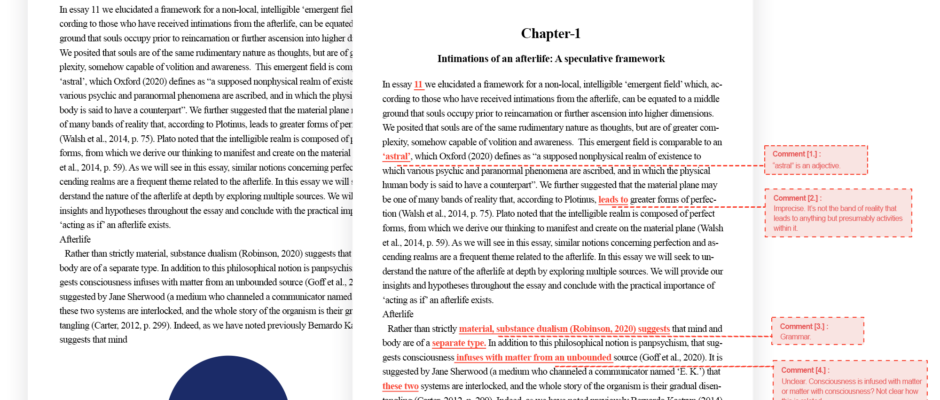 In essay 11 we elucidated a framework for a non-local, intelligible ‘emergent fiel
cording to those who have received intimations from the afterlife, can be equated
ground that souls occupy prior to reincarnation or further ascension into higher d
We posited that souls are of the same rudimentary nature as thoughts, but are of g
plexity, somehow capable of volition and awareness.  This emergent field is com
‘astral’, which Oxford (2020) defines as “a supposed nonphysical realm of existe
various psychic and paranormal phenomena are ascribed, and in which the physi
body is said to have a counterpart”. We further suggested that the material plane r
of many bands of reality that, according to Plotinus, leads to greater forms of per
(Walsh et al., 2014, p. 75). Plato noted that the intelligible realm is composed of p
forms, from which we derive our thinking to manifest and create on the material
et al., 2014, p. 59). As we will see in this essay, similar notions concerning perfe
cending realms are a frequent theme related to the afterlife. In this essay we will s
derstand the nature of the afterlife at depth by exploring multiple sources. We wil
insights and hypotheses throughout the essay and conclude with the practical imp
‘acting as if’ an afterlife exists.
Afterlife
Rather than strictly material, substance dualism (Robinson, 2020) suggests that
body are of a separate type. In addition to this philosophical notion is panpsychis
gests consciousness infuses with matter from an unbounded source (Goff et al., 2
suggested by Jane Sherwood (a medium who channeled a communicator named
these two systems are interlocked, and the whole story of the organism is their gr
tangling (Carter, 2012, p. 299). Indeed, as we have noted previously Bernardo Ka
suggests that mind
Chapter-1
Intimations of an afterlife: A speculative framework
In essay 11 we elucidated a framework for a non-local, intelligible ‘emergent field’ which, ac-
cording to those who have received intimations from the afterlife, can be equated to a middle
ground that souls occupy prior to reincarnation or further ascension into higher dimensions.
We posited that souls are of the same rudimentary nature as thoughts, but are of greater com-
plexity, somehow capable of volition and awareness.  This emergent field is comparable to an
‘astral’, which Oxford (2020) defines as “a supposed nonphysical realm of existence to
which various psychic and paranormal phenomena are ascribed, and in which the physical
human body is said to have a counterpart”. We further suggested that the material plane may
be one of many bands of reality that, according to Plotinus, leads to greater forms of perfec-
tion (Walsh et al., 2014, p. 75). Plato noted that the intelligible realm is composed of perfect
forms, from which we derive our thinking to manifest and create on the material plane (Walsh
et al., 2014, p. 59). As we will see in this essay, similar notions concerning perfection and as-
cending realms are a frequent theme related to the afterlife. In this essay we will seek to un-
derstand the nature of the afterlife at depth by exploring multiple sources. We will provide our
insights and hypotheses throughout the essay and conclude with the practical importance of
‘acting as if’ an afterlife exists.
Afterlife
Rather than strictly material, substance dualism (Robinson, 2020) suggests that mind and
body are of a separate type. In addition to this philosophical notion is panpsychism, that sug-
gests consciousness infuses with matter from an unbounded source (Goff et al., 2020). It is
suggested by Jane Sherwood (a medium who channeled a communicator named ‘E. K.’) that
these two systems are interlocked, and the whole story of the organism is their gradual disen-
tangling (Carter, 2012, p. 299). Indeed, as we have noted previously Bernardo Kastrup (2014)
Comment [1.] :
“astral” is an adjective.
Comment [2.] :
Imprecise. It's not the band of reality that
leads to anything but presumably activities
within it.
Comment [3.] :
Grammar.
Comment [4.] :
Unclear: Consciousness is infused with matter
or matter with consciousness? Not clear how